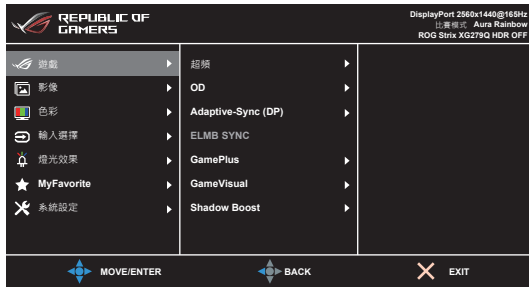 REPUBLIC OF
GAMERS
DisplayPort 2560x1440@165Hz
比賽模式 Aura Rainbow
ROG Strix XG279Q HDR OFF
遊戲
影像
色彩
輸入選擇
燈光效果
MyFavorite
系統設定
超頻
OD
Adaptive-Sync (DP)
ELMB SYNC
GamePlus
GameVisual
Shadow Boost
MOVE/ENTER
BACK
EXIT